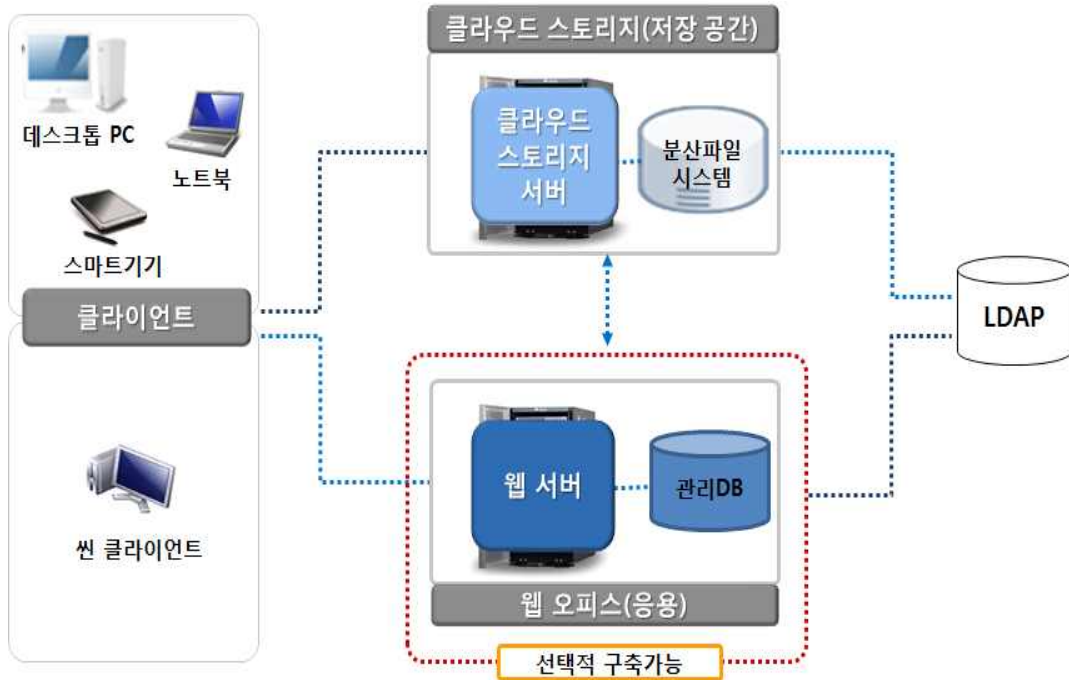 데스크톱 PC
노트북
스마트기기
클라이언트
씬 클라이언트
클라우드 스토리지(저장 공간)
클라우드
스토리지
서버
분산파일
시스템
LDAP
웹 서버
관리DB
웹 오피스(응용)
선택적 구축가능